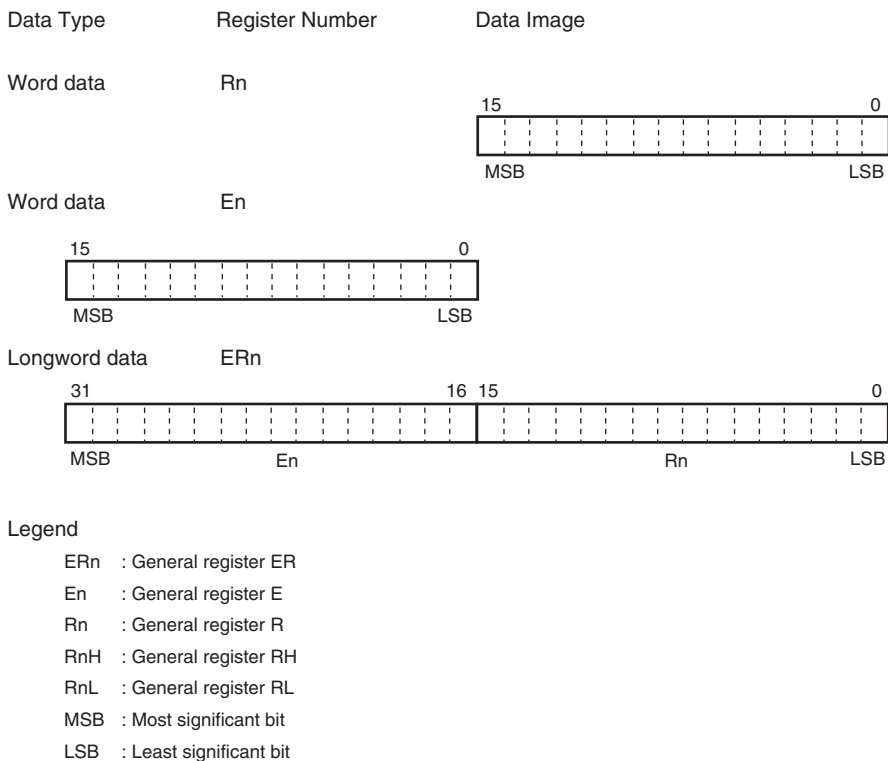 Data Type Register Number Data Image
Word data Rn
15 0
MSB LSB
Word data En
15 0
MSB LSB
Longword data ERn
31 16 15 0
MSB En Rn LSB
Legend
ERn : General register ER
En : General register E
Rn : General register R
RnH : General register RH
RnL : General register RL
MSB : Most significant bit
LSB : Least significant bit